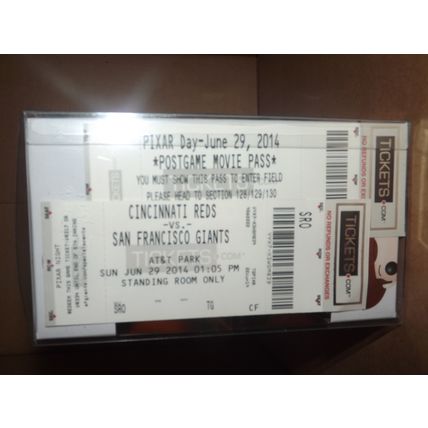 PIXAR Day-June 29, 2014
*POSTGAME MOVIE PASS*
YOU MUST SHOW THIS PASS TO ENTER FIELD
PLEASE HEAD TO SECTION 128/129/130
TICKETS.COM
NO REFUNDS OR EXCHANGES
PIXAR NIGHT
CINCINNATI REDS
-VS.-
SAN FRANCISCO GIANTS
AT&T PARK
SUN JUN 29 2014 01:05 PM
STANDING ROOM ONLY
SRO
TG
CF
SRO
NO REFUNDS OR EXCHANGES
TICKETS.COM